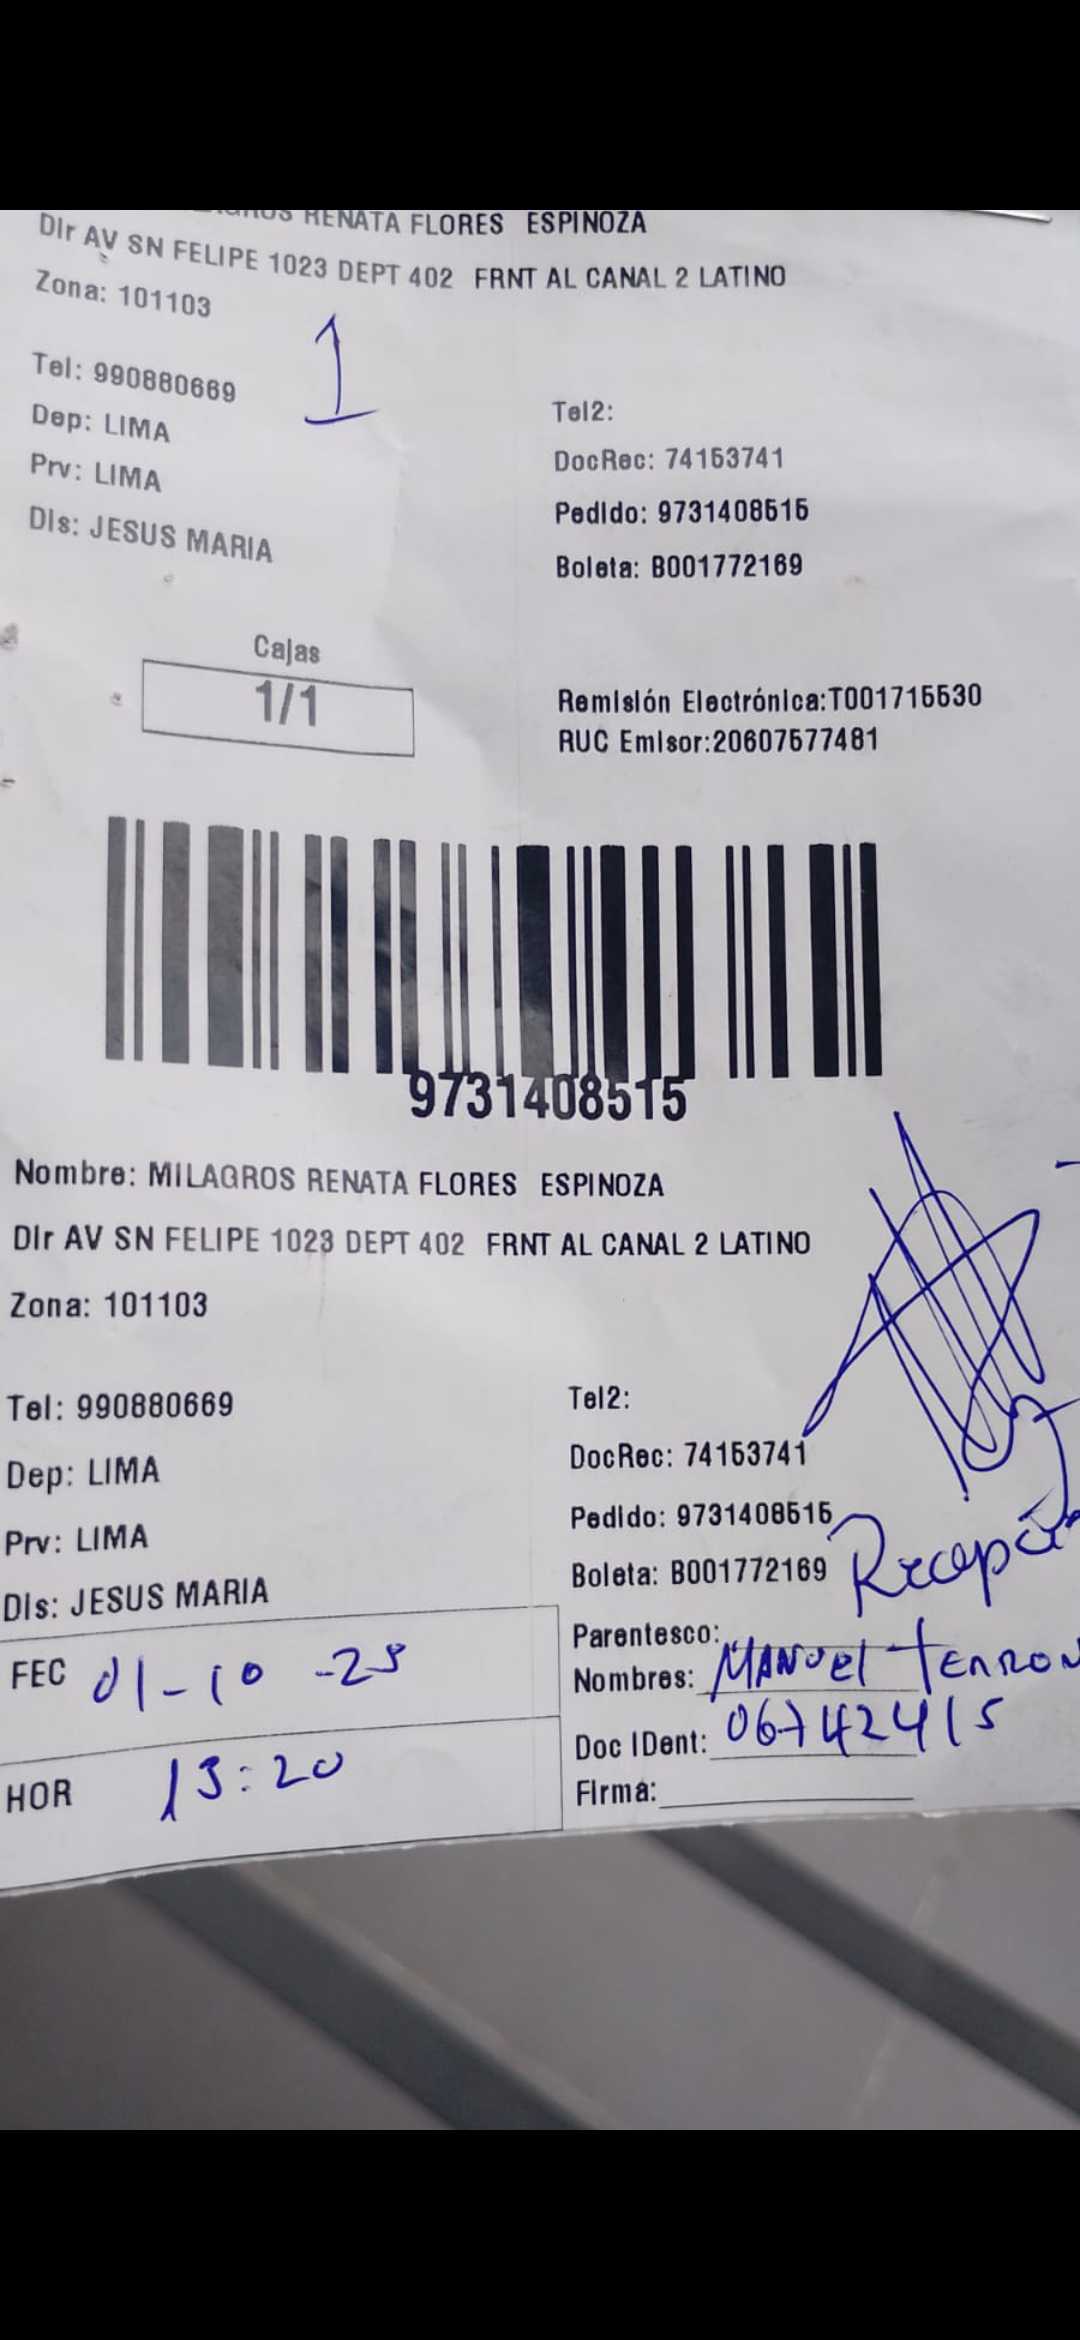 RENATA FLORES ESPINOZA
Dir AV SN FELIPE 1023 DEPT 402 FRNT AL CANAL 2 LATINO
Zona: 101103
1
Tel: 990880669
Tel2:
Dep: LIMA
DocRec: 74153741
Prv: LIMA
Pedido: 9731408515
Dis: JESUS MARIA
Boleta: B001772169
Cajas
1/1
Remisión Electrónica:T001715530
RUC Emisor:20607577481
9731408515
Nombre: MILAGROS RENATA FLORES ESPINOZA
Dir AV SN FELIPE 1023 DEPT 402 FRNT AL CANAL 2 LATINO
Zona: 101103
Tel: 990880669
Tel2:
Dep: LIMA
DocRec: 74153741
Prv: LIMA
Pedido: 9731408515
Dis: JESUS MARIA
Boleta: B001772169
Parentesco:
FEC 01-10-25
Nombres: MANUEL TERRON
Doc IDent: 06742415
HOR 13:20
Firma: